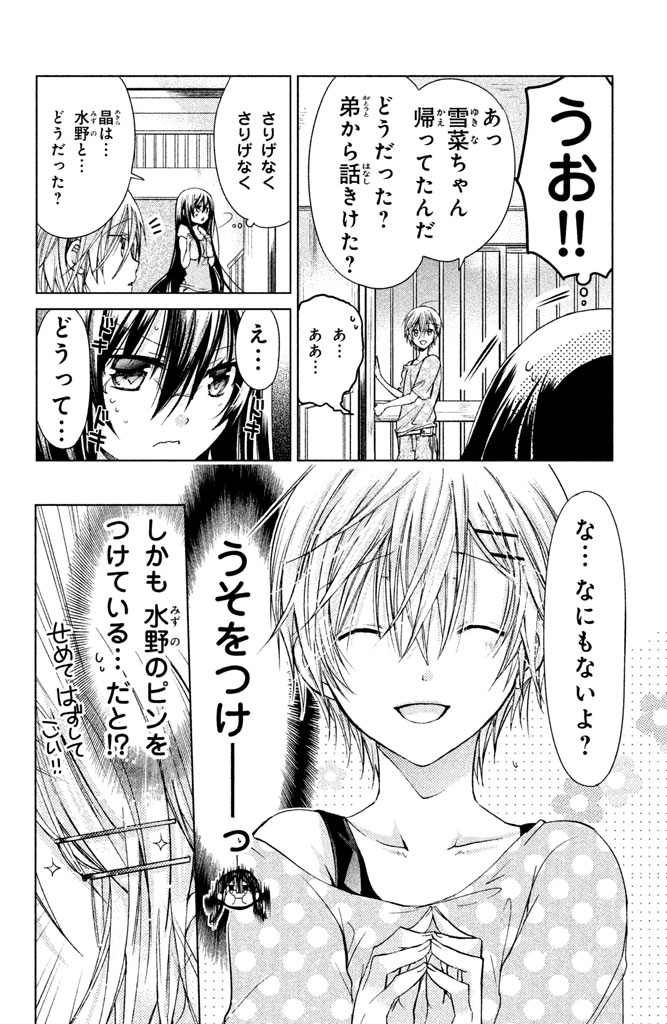 うお!!
あっ
雪菜ちゃん
帰ってたんだ
どうだった?
弟から話きけた?
あ…
ああ…
さりげなく
さりげなく
晶は…
水野と…
どうだった?
え…
どうって…
ドキ
ドキ
な… なにもないよ?
うそをつけ――っ
しかも 水野のピンを
つけている… だと!?
せめてはずして
こい!!